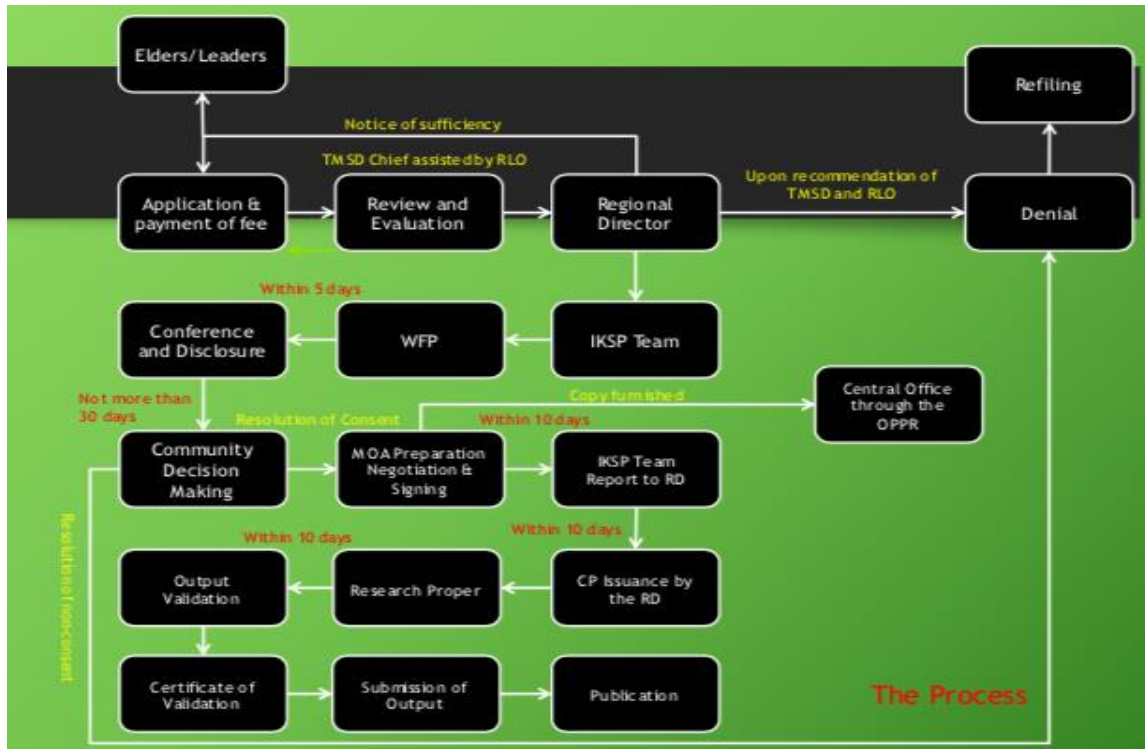 Elders/Leaders
Refiling
Notice of sufficiency
TMSD Chief assisted by RLO
Upon recommendation of
TMSD and RLO
Application &
payment of fee
Review and
Evaluation
Regional
Director
Denial
Within 5 days
Conference
and Disclosure
WFP
IKSP Team
Not more than
30 days
Resolution of Consent
Copy furnished
Within 10 days
Central Office
through the
OPPR
Community
Decision
Making
MOA Preparation
Negotiation &
Signing
IKSP Team
Report to RD
Resolution of non-consent
Within 10 days
Within 10 days
Output
Validation
Research Proper
CP Issuance by
the RD
Certificate of
Validation
Submission of
Output
Publication
The Process